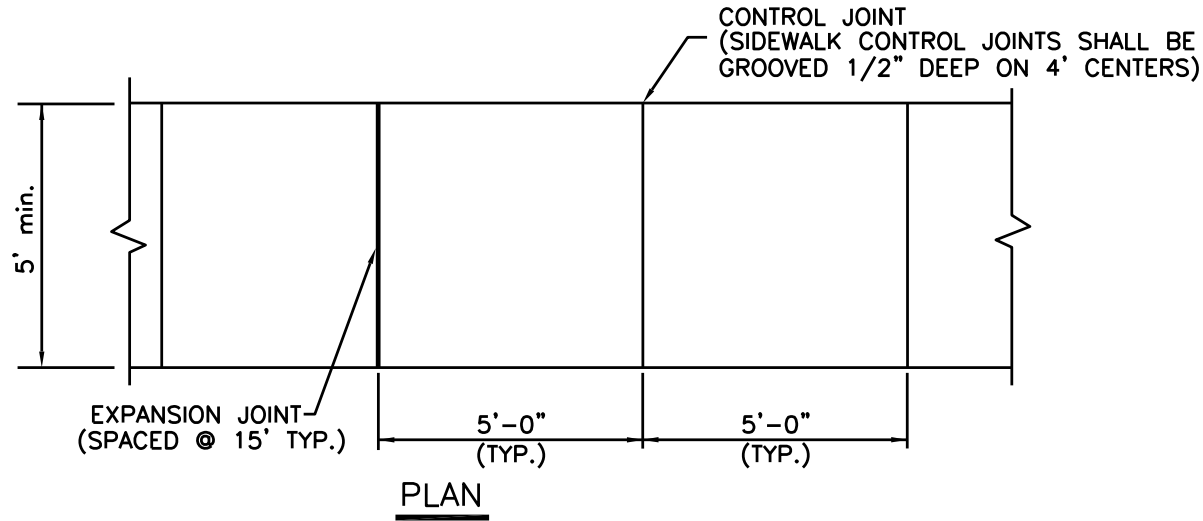 CONTROL JOINT
(SIDEWALK CONTROL JOINTS SHALL BE
GROOVED 1/2" DEEP ON 4' CENTERS)
5' min.
EXPANSION JOINT
(SPACED @ 15' TYP.)
5'-0"
(TYP.)
5'-0"
(TYP.)
PLAN